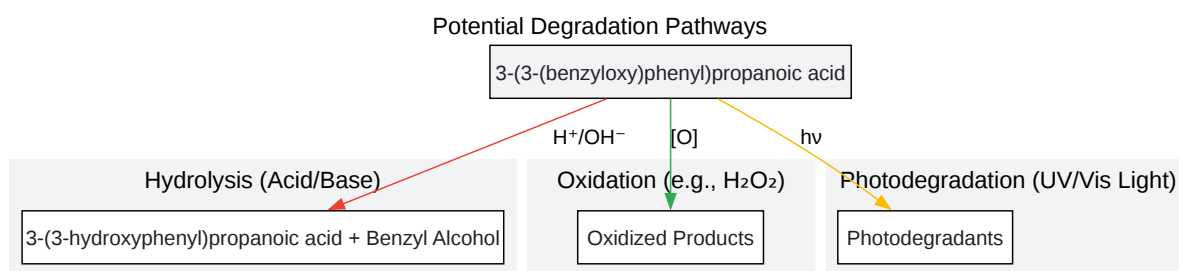 Potential Degradation Pathways
3-(3-(benzyloxy)phenyl)propanoic acid
H⁺/OH⁻ [O] hν
Hydrolysis (Acid/Base) Oxidation (e.g., H₂O₂) Photodegradation (UV/Vis Light)
3-(3-hydroxyphenyl)propanoic acid + Benzyl Alcohol Oxidized Products Photodegradants